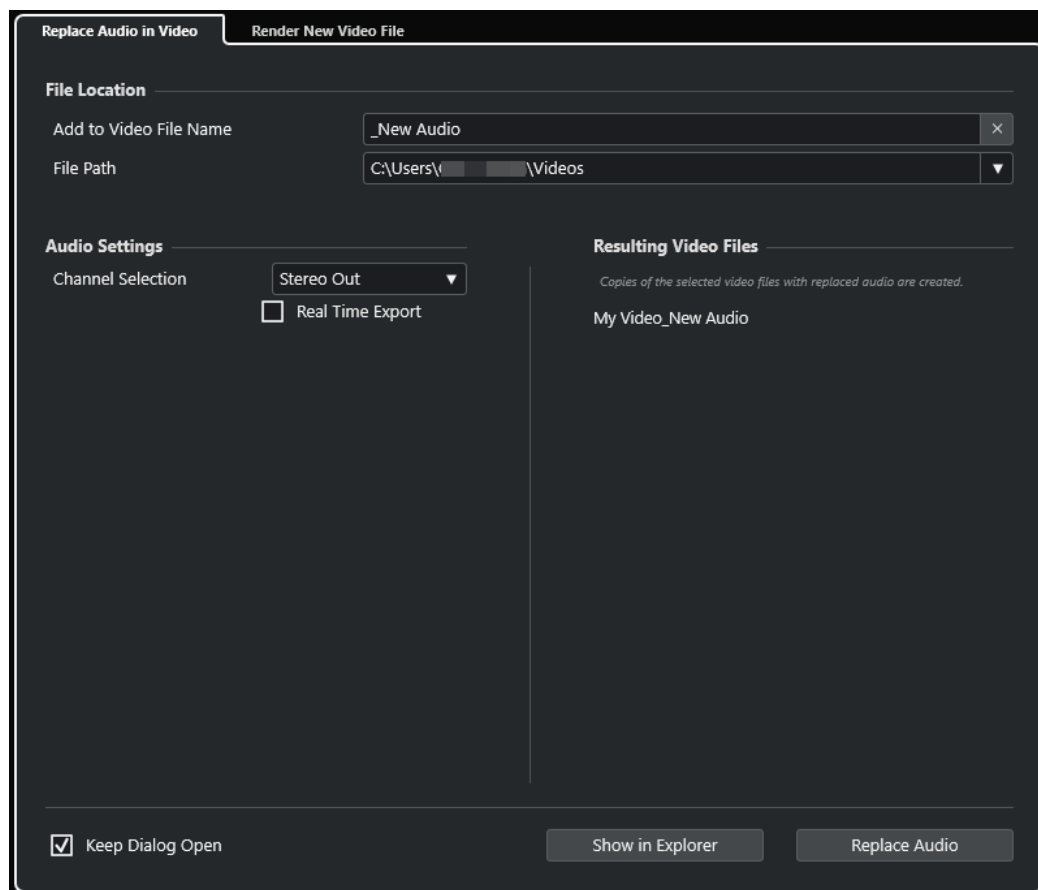 Replace Audio in Video
Render New Video File
File Location
Add to Video File Name
_New Audio
File Path
C:\Users\ \Videos
Audio Settings
Channel Selection
Stereo Out
Real Time Export
Resulting Video Files
Copies of the selected video files with replaced audio are created.
My Video_New Audio
Keep Dialog Open
Show in Explorer
Replace Audio